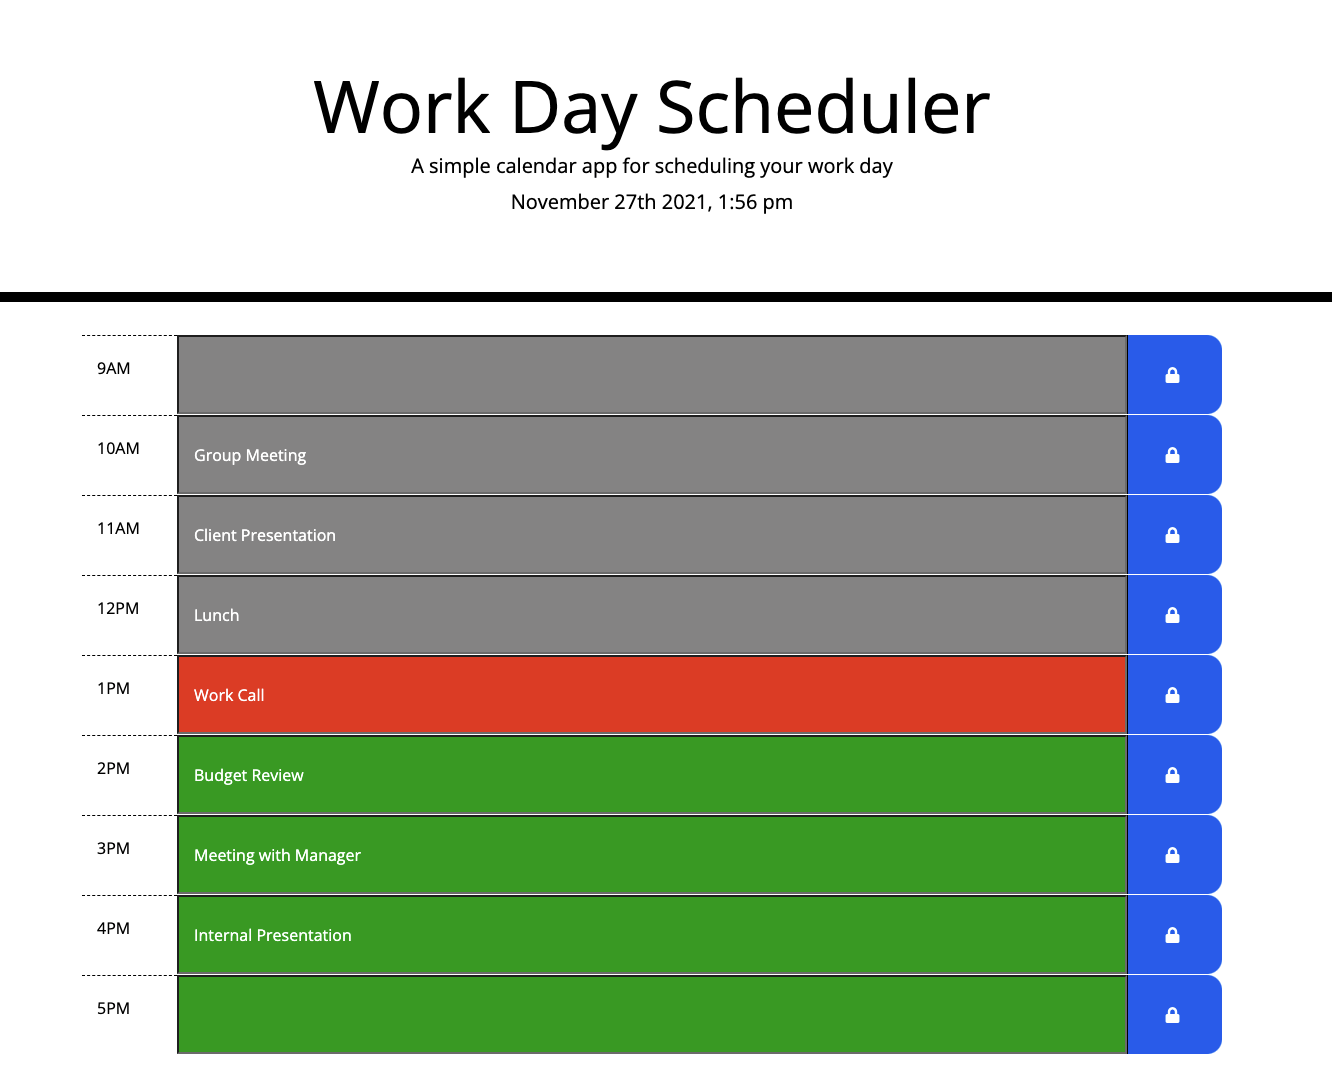 Work Day Scheduler
A simple calendar app for scheduling your work day
November 27th 2021, 1:56 pm
9AM
10AM Group Meeting
11AM Client Presentation
12PM Lunch
1PM Work Call
2PM Budget Review
3PM Meeting with Manager
4PM Internal Presentation
5PM